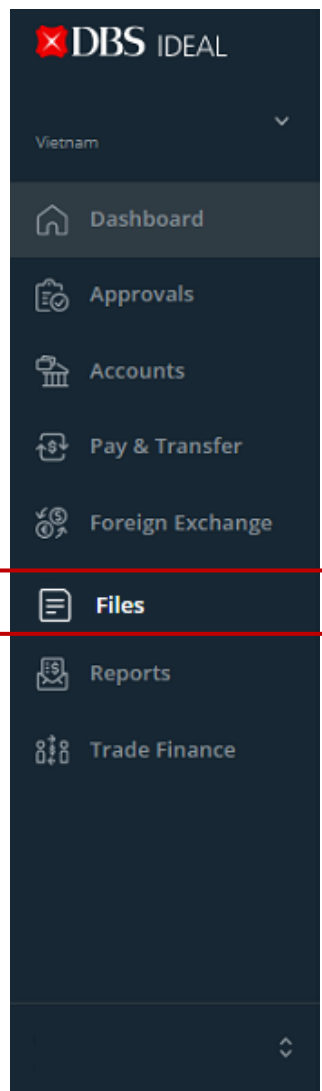 DBS IDEAL
Vietnam
Dashboard
Approvals
Accounts
Pay & Transfer
Foreign Exchange
Files
Reports
Trade Finance